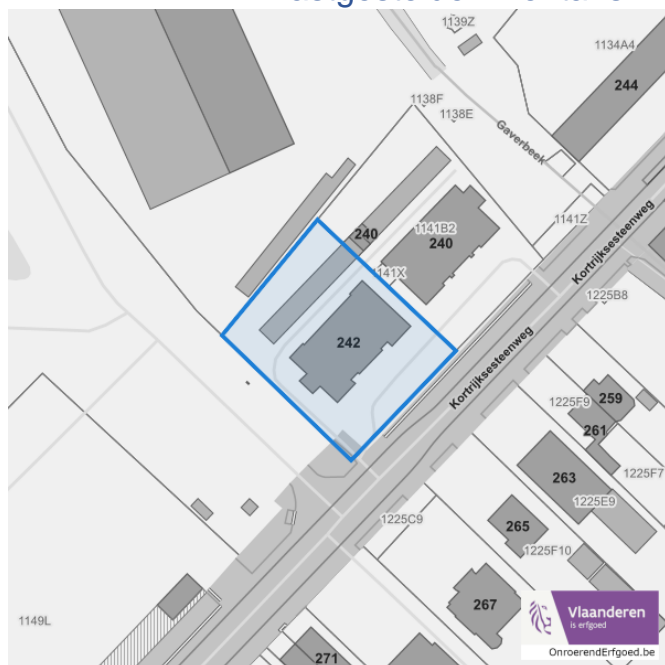 1139Z
1134A4
244
1138F
1138E
Gaverbeek
1141Z
Kortrijksesteenweg
1141B2
240
240
1141X
1225B8
242
Kortrijksesteenweg
259
1225F9
261
263
1225F7
1225E9
265
1225C9
1225F10
267
1149L
271
Vlaanderen
is erfgoed
OnroerendErfgoed.be